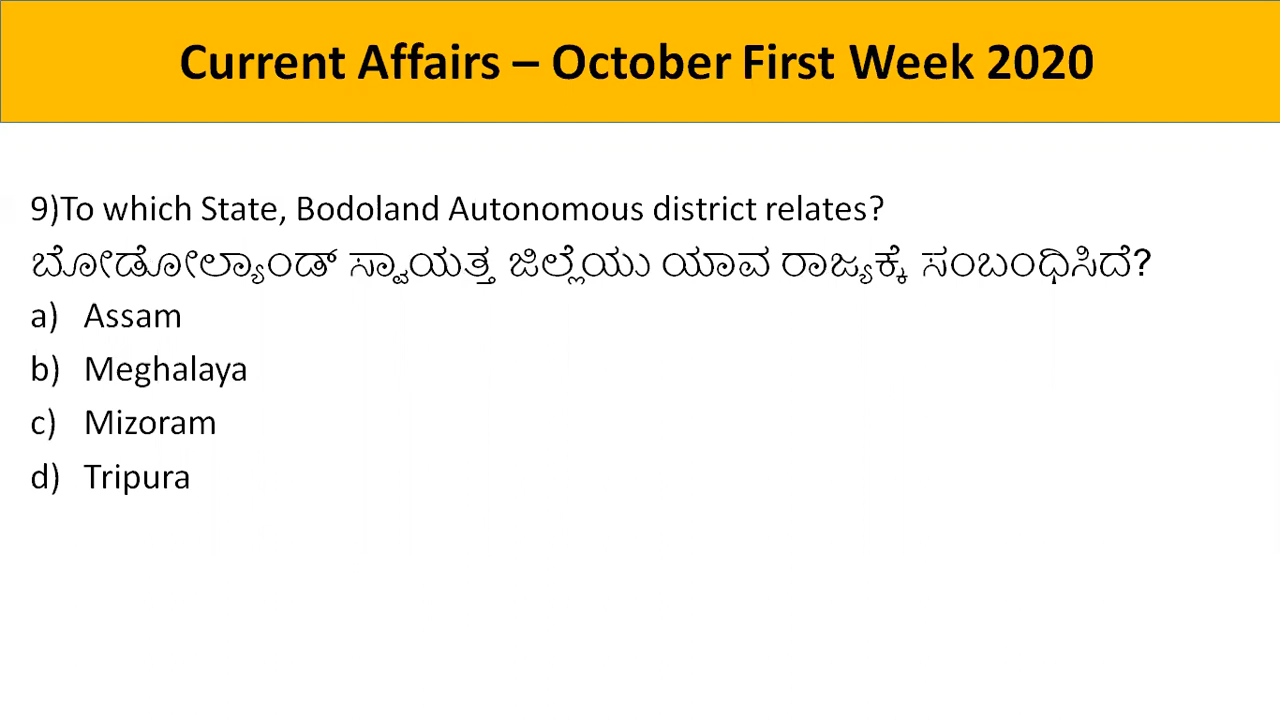 Current Affairs – October First Week 2020
9)To which State, Bodoland Autonomous district relates?
ಬೋಡೋಲ್ಯಾಂಡ್ ಸ್ವಾಯತ್ತ ಜಿಲ್ಲೆಯು ಯಾವ ರಾಜ್ಯಕ್ಕೆ ಸಂಬಂಧಿಸಿದೆ?
a) Assam
b) Meghalaya
c) Mizoram
d) Tripura